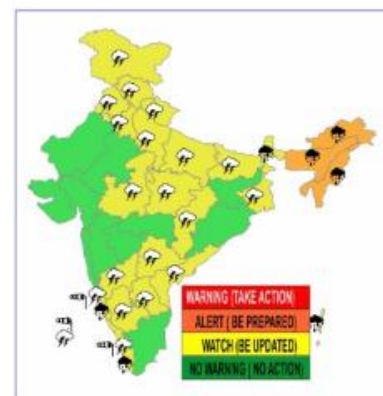 WARNING (TAKE ACTION)
ALERT ( BE PREPARED)
WATCH (BE UPDATED)
NO WARNING ( NO ACTION)